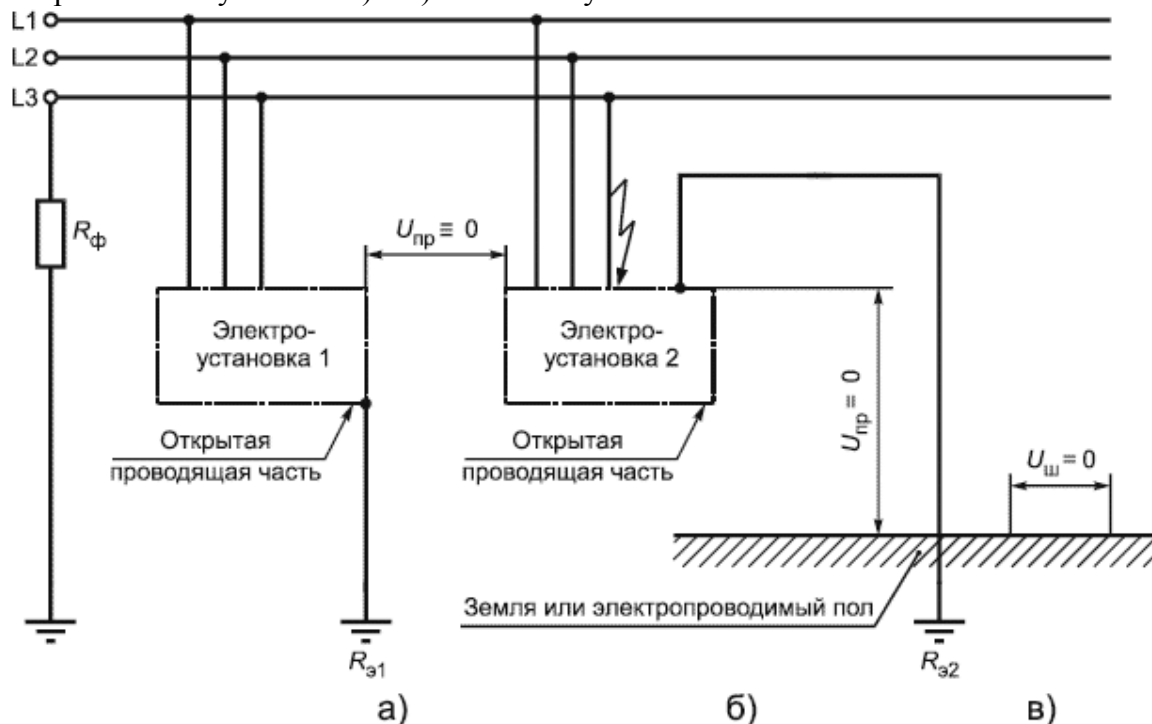 L1
L2
L3
Rф
Uпр ≡ 0
Электро-
установка 1
Электро-
установка 2
Открытая
проводящая часть
Открытая
проводящая часть
Uпр = 0
Uш = 0
Земля или электропроводимый пол
Rэ1
Rэ2
а)
б)
в)